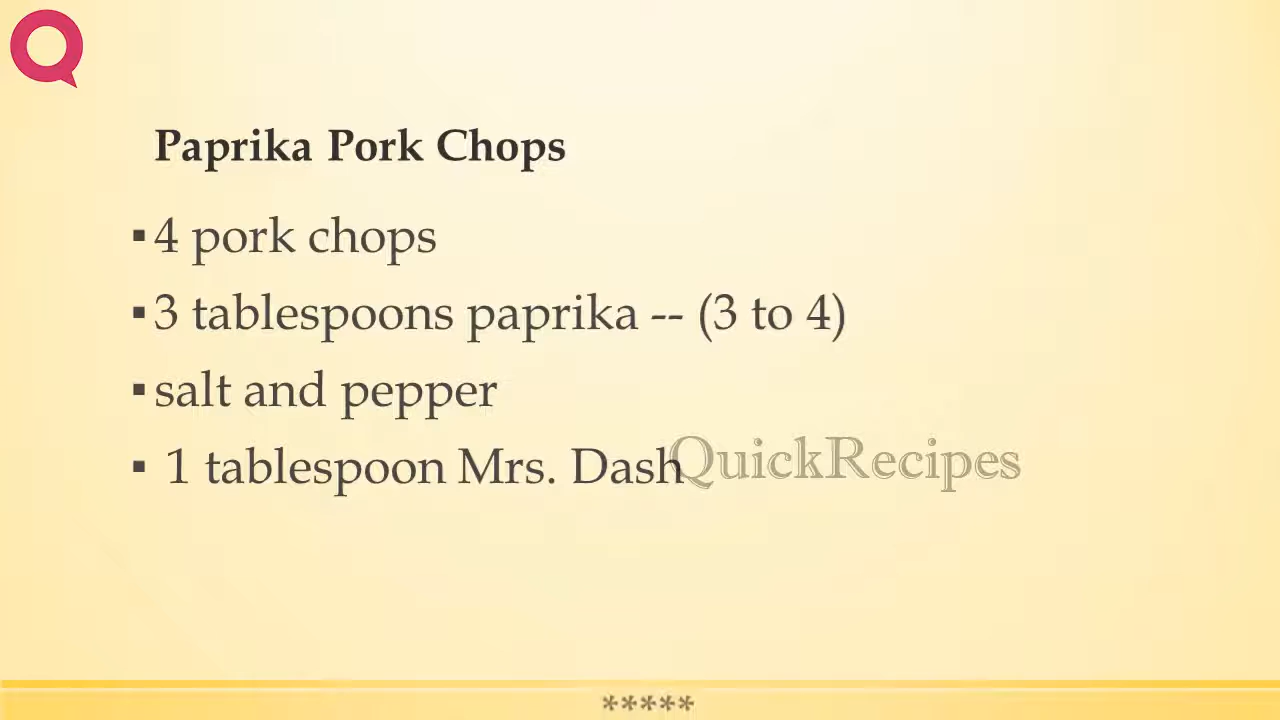 Paprika Pork Chops
▪4 pork chops
▪3 tablespoons paprika -- (3 to 4)
▪salt and pepper
▪ 1 tablespoon Mrs. Dash
QuickRecipes
*****